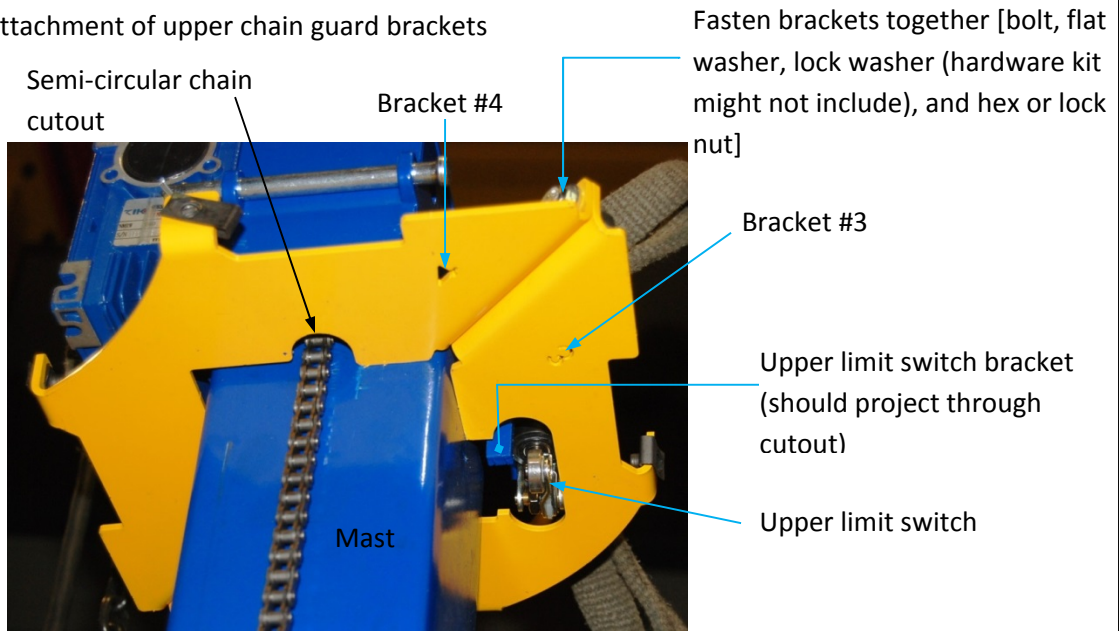 ttachment of upper chain guard brackets
Fasten brackets together [bolt, flat
washer, lock washer (hardware kit
might not include), and hex or lock
nut]
Semi-circular chain
cutout
Bracket #4
Bracket #3
Upper limit switch bracket
(should project through
cutout)
Upper limit switch
Mast